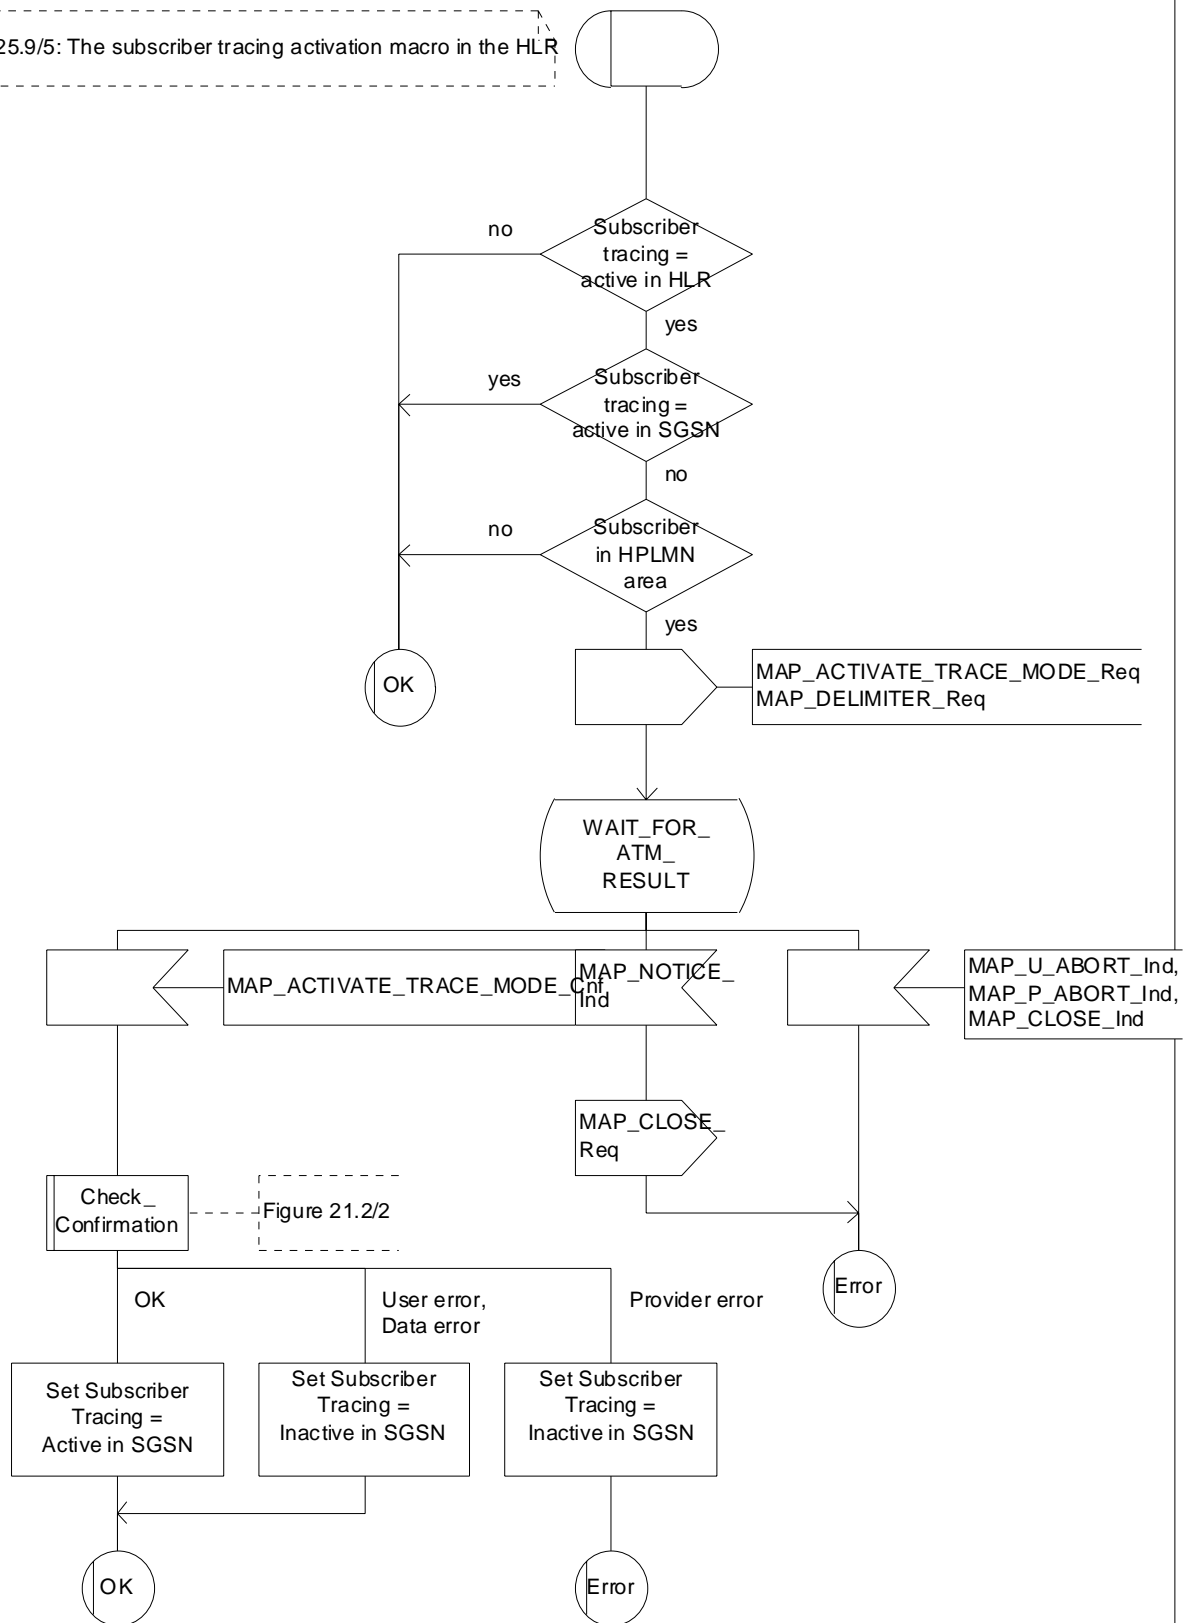 25.9/5: The subscriber tracing activation macro in the HLR
no
Subscriber
tracing =
active in HLR
yes
yes
Subscriber
tracing =
active in SGSN
no
no
Subscriber
in HPLMN
area
yes
OK
MAP_ACTIVATE_TRACE_MODE_Req
MAP_DELIMITER_Req
WAIT_FOR_
ATM_
RESULT
MAP_ACTIVATE_TRACE_MODE_Cnf
MAP_NOTICE_
Ind
MAP_U_ABORT_Ind,
MAP_P_ABORT_Ind,
MAP_CLOSE_Ind
MAP_CLOSE_
Req
Check_
Confirmation
Figure 21.2/2
Error
OK
User error,
Data error
Provider error
Set Subscriber
Tracing =
Active in SGSN
Set Subscriber
Tracing =
Inactive in SGSN
Set Subscriber
Tracing =
Inactive in SGSN
OK
Error